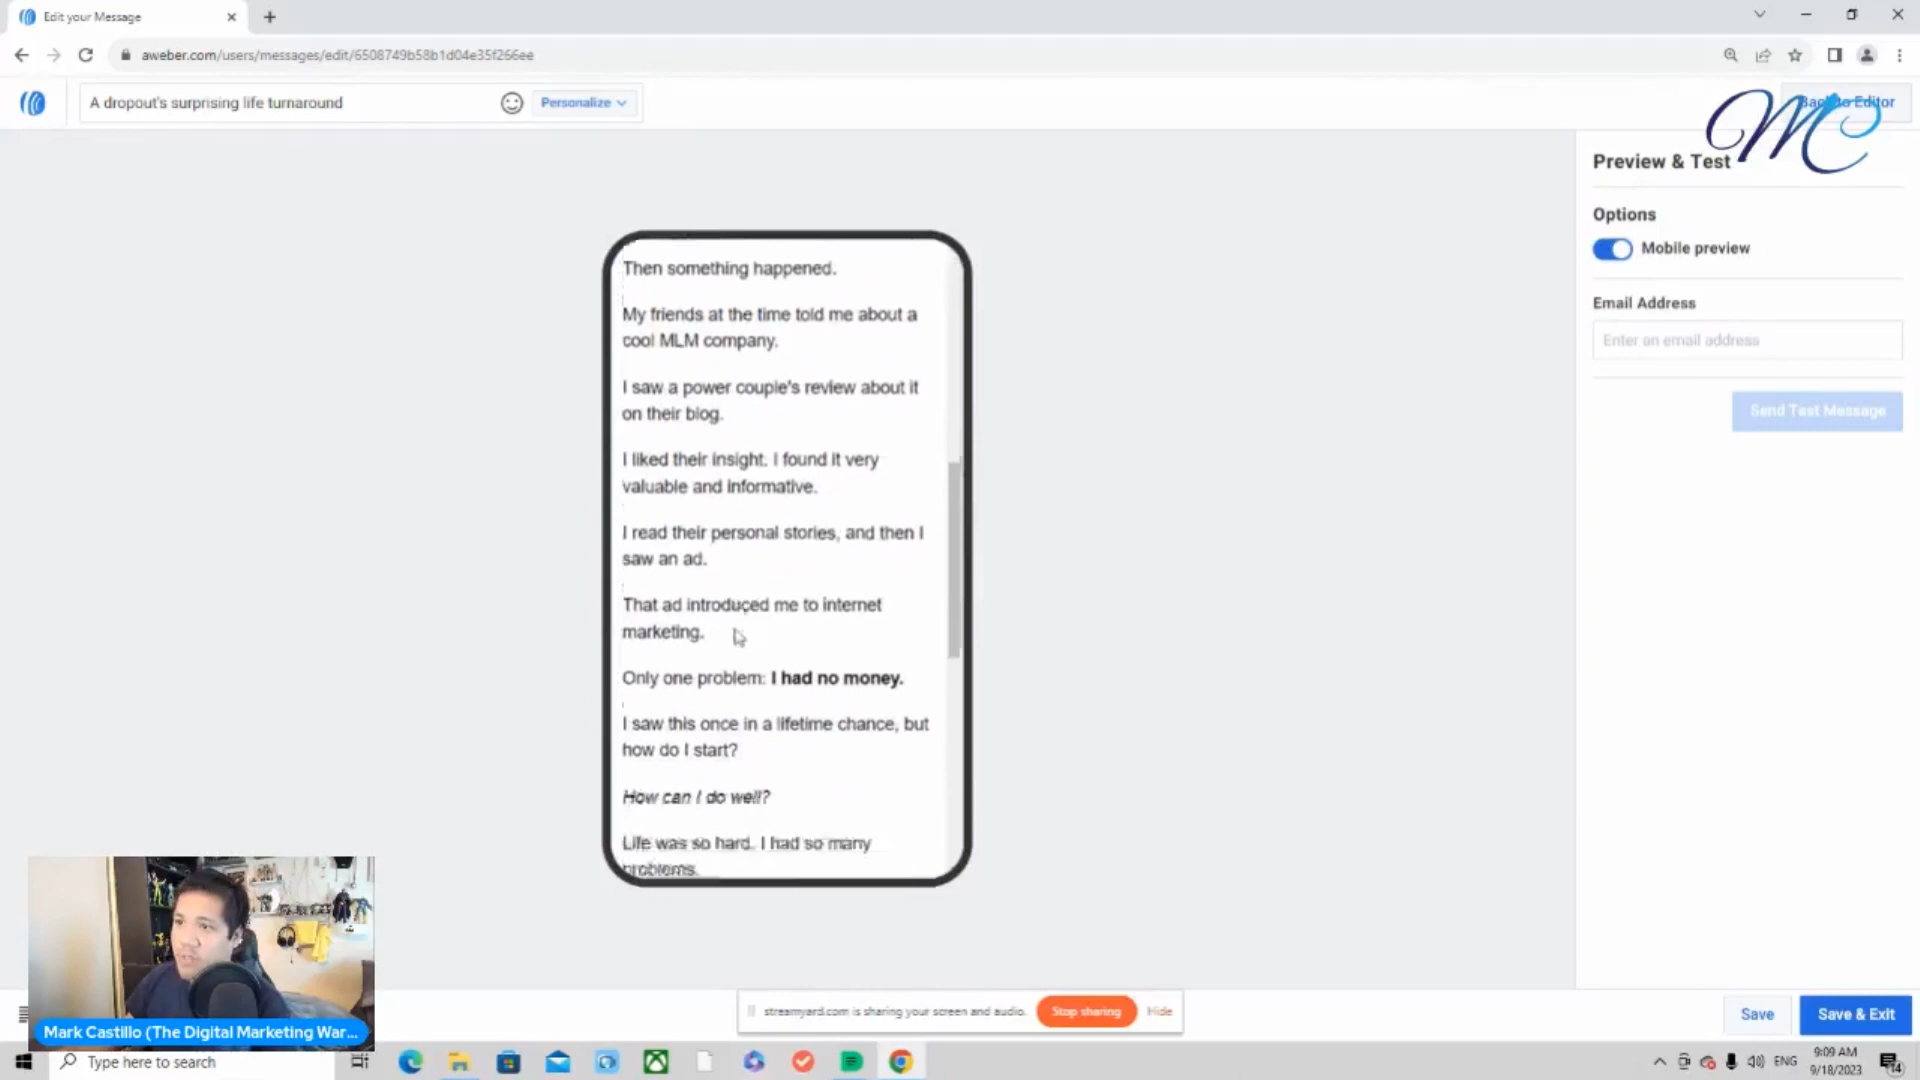 Edit your Message
aweber.com/users/messages/edit/6508749b58b1d04e35f266ee
A dropout's surprising life turnaround
Personalize
Back to Editor
MC
Preview & Test
Options
Mobile preview
Email Address
Enter an email address
Send Test Message
Then something happened.
My friends at the time told me about a
cool MLM company.
I saw a power couple's review about it
on their blog.
I liked their insight. I found it very
valuable and informative.
I read their personal stories, and then I
saw an ad.
That ad introduced me to internet
marketing.
Only one problem: I had no money.
I saw this once in a lifetime chance, but
how do I start?
How can I do well?
Life was so hard. I had so many
problems.
streamyard.com is sharing your screen and audio.
Stop sharing
Hide
Save
Save & Exit
Mark Castillo (The Digital Marketing War...
Type here to search
ENG
9:09 AM
9/18/2023
14